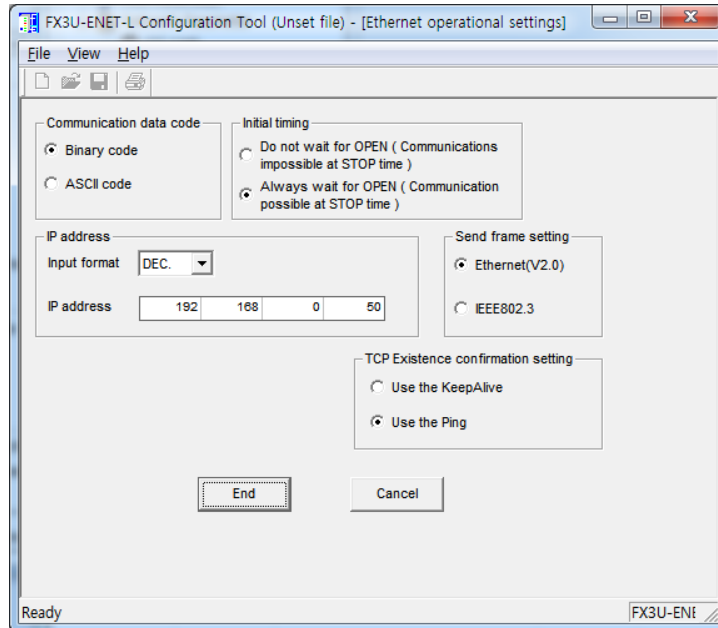 FX3U-ENET-L Configuration Tool (Unset file) - [Ethernet operational settings]
File View Help
Communication data code
Binary code
ASCII code
Initial timing
Do not wait for OPEN ( Communications
impossible at STOP time )
Always wait for OPEN ( Communication
possible at STOP time )
IP address
Input format DEC.
IP address 192 168 0 50
Send frame setting
Ethernet(V2.0)
IEEE802.3
TCP Existence confirmation setting
Use the KeepAlive
Use the Ping
End Cancel
Ready FX3U-ENE